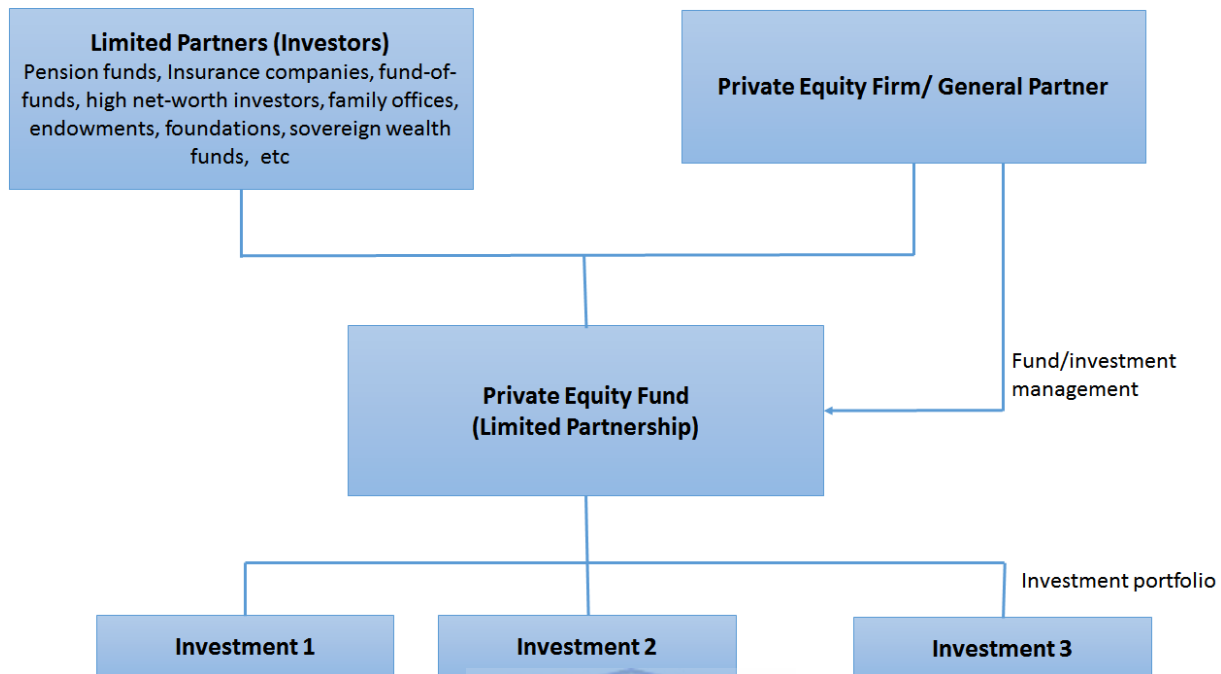 Limited Partners (Investors)
Pension funds, Insurance companies, fund-of-
funds, high net-worth investors, family offices,
endowments, foundations, sovereign wealth
funds,  etc
Private Equity Firm/ General Partner
Fund/investment
management
Private Equity Fund
(Limited Partnership)
Investment portfolio
Investment 1
Investment 2
Investment 3